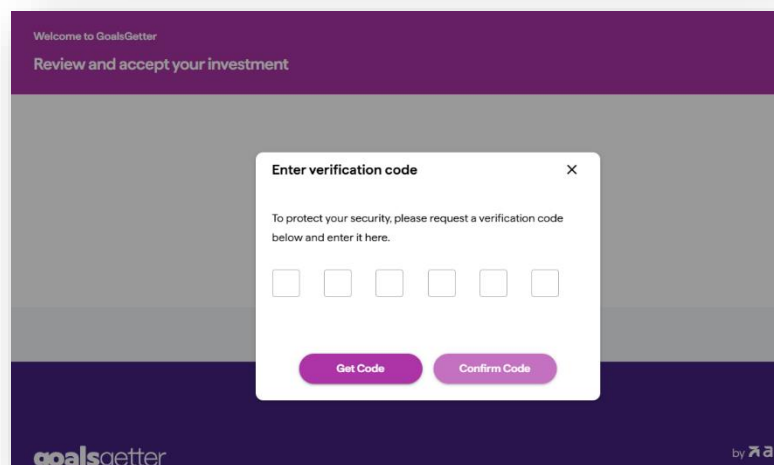 Welcome to GoalsGetter
Review and accept your investment
Enter verification code
To protect your security, please request a verification code
below and enter it here.
Get Code
Confirm Code
goalsgetter
by